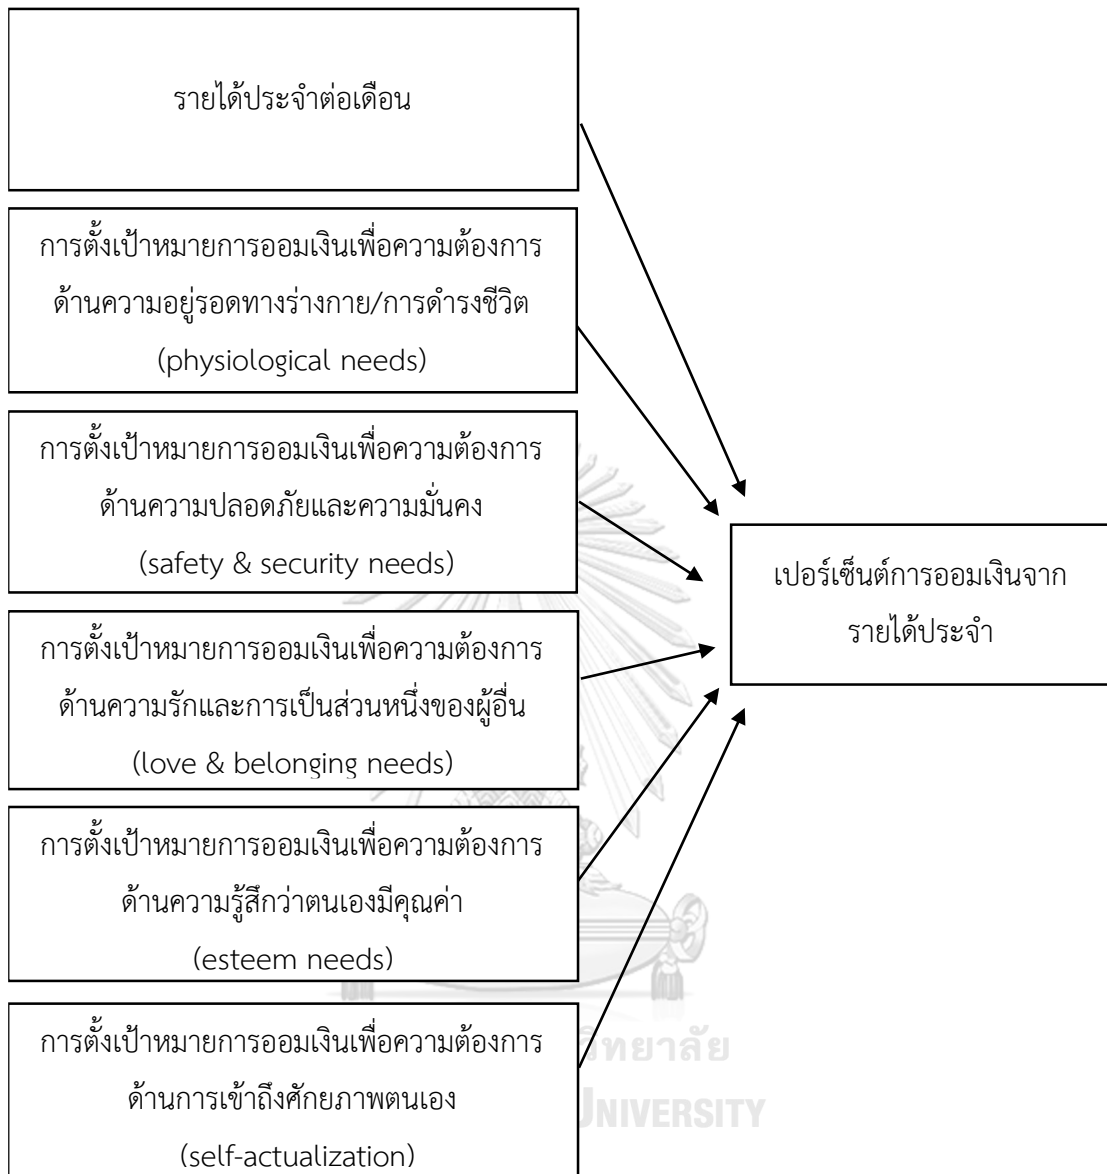 รายได้ประจำต่อเดือน
การตั้งเป้าหมายการออมเงินเพื่อความต้องการ
ด้านความอยู่รอดทางร่างกาย/การดำรงชีวิต
(physiological needs)
การตั้งเป้าหมายการออมเงินเพื่อความต้องการ
ด้านความปลอดภัยและความมั่นคง
(safety & security needs)
การตั้งเป้าหมายการออมเงินเพื่อความต้องการ
ด้านความรักและการเป็นส่วนหนึ่งของผู้อื่น
(love & belonging needs)
การตั้งเป้าหมายการออมเงินเพื่อความต้องการ
ด้านความรู้สึกว่าตนเองมีคุณค่า
(esteem needs)
การตั้งเป้าหมายการออมเงินเพื่อความต้องการ
ด้านการเข้าถึงศักยภาพตนเอง
(self-actualization)
เปอร์เซ็นต์การออมเงินจาก
รายได้ประจำ
วิทยาลัย
UNIVERSITY